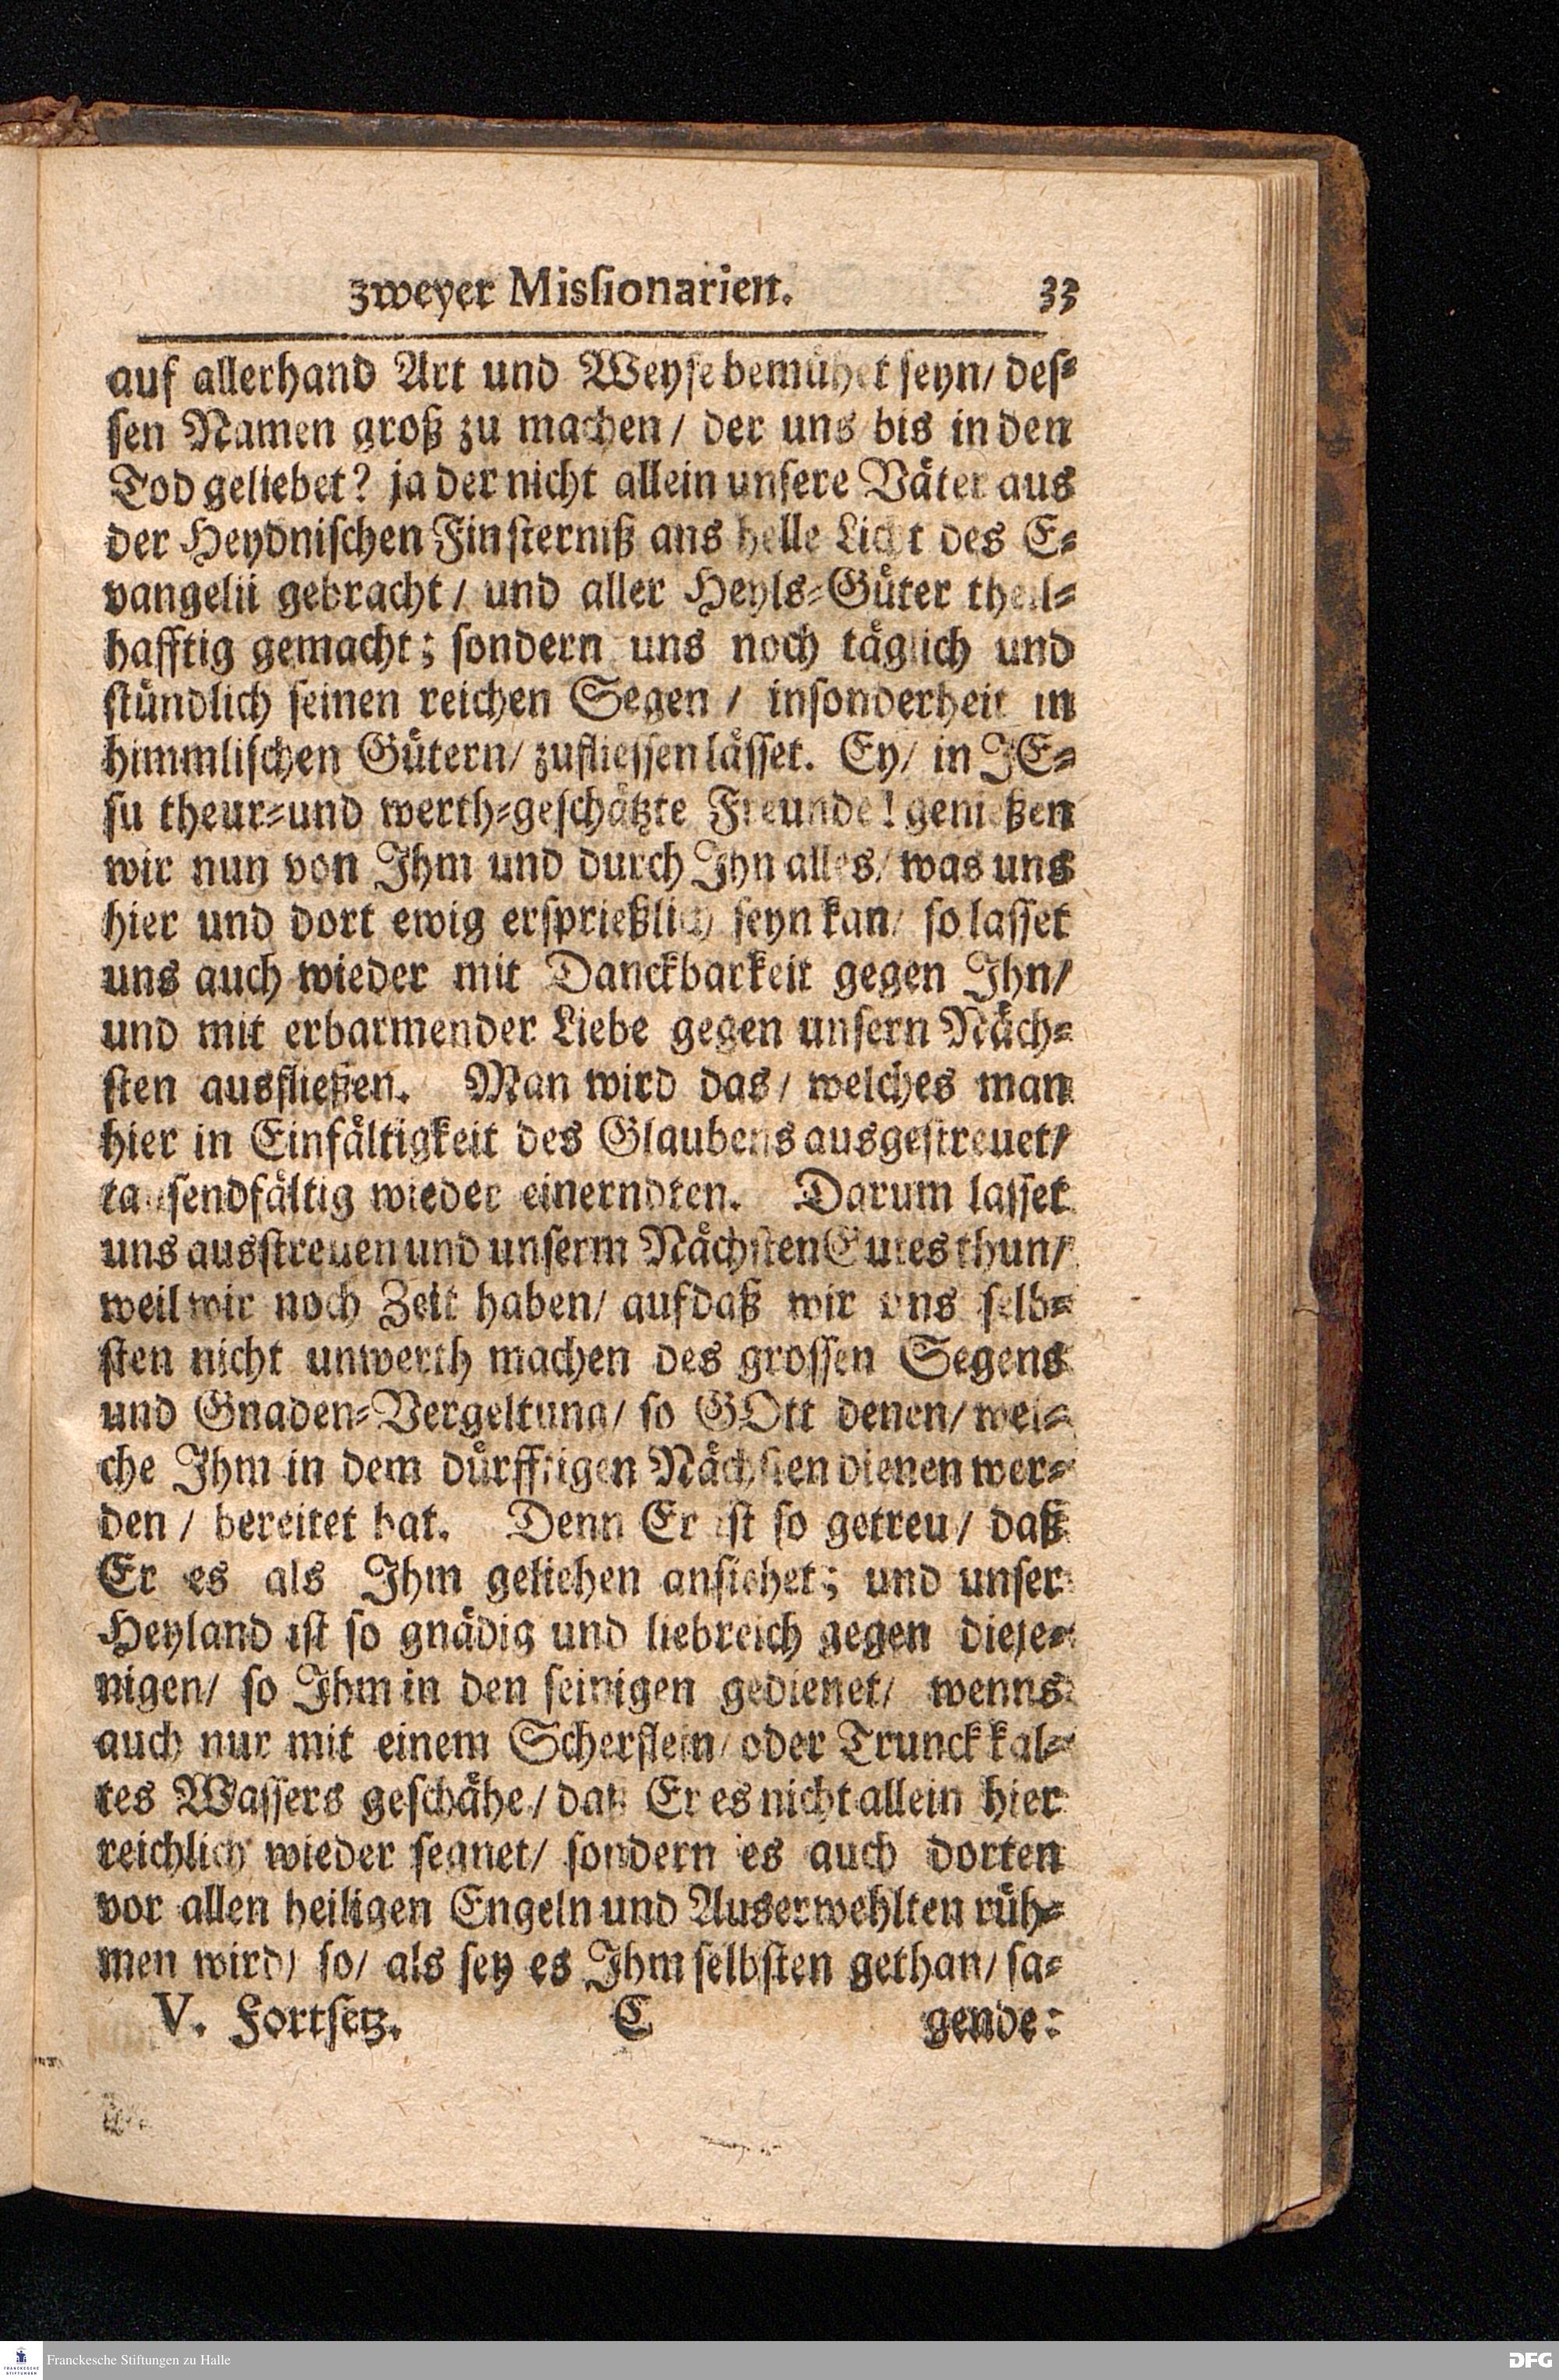 zweyer Missionarien. 33
auf allerhand Art und Weyse bemühet seyn/ des-
sen Namen groß zu machen / der uns bis in den
Tod geliebet? ja der nicht allein unsere Väter aus
der Heydnischen Finsterniß ans helle Licht des E-
vangelii gebracht / und aller Heyls-Güter theil-
hafftig gemacht; sondern uns noch täglich und
stündlich seinen reichen Segen / insonderheit in
himmlischen Gütern/ zufliessen lässet. Ey/ in JE-
su theur-und werth-geschätzte Freunde! genießen
wir nun von Ihm und durch Ihn alles/ was uns
hier und dort ewig ersprießlich seyn kan/ so lasset
uns auch wieder mit Danckbarkeit gegen Ihn/
und mit erbarmender Liebe gegen unsern Näch-
sten ausfließen. Man wird das/ welches man
hier in Einfältigkeit des Glaubens ausgestreuet/
tausendfältig wieder einerndten. Darum lasset
uns ausstreuen und unserm Nächsten Gutes thun/
weil wir noch Zeit haben/ aufdaß wir uns selb-
sten nicht unwerth machen des grossen Segens
und Gnaden-Vergeltung/ so GOtt denen/ wel-
che Ihm in dem dürfftigen Nächsten dienen wer-
den / bereitet hat. Denn Er ist so getreu / daß
Er es als Ihm geliehen ansiehet; und unser
Heyland ist so gnädig und liebreich gegen dieje-
nigen/ so Ihm in den seinigen gedienet/ wenns
auch nur mit einem Scherflein/ oder Trunck kal-
tes Wassers geschähe/ daß Er es nicht allein hier
reichlich wieder segnet/ sondern es auch dorten
vor allen heiligen Engeln und Auserwehlten rüh-
men wird/ so/ als sey es Ihm selbsten gethan/ sa-
V. Fortsetz. C gende:
Franckesche Stiftungen zu Halle
DFG